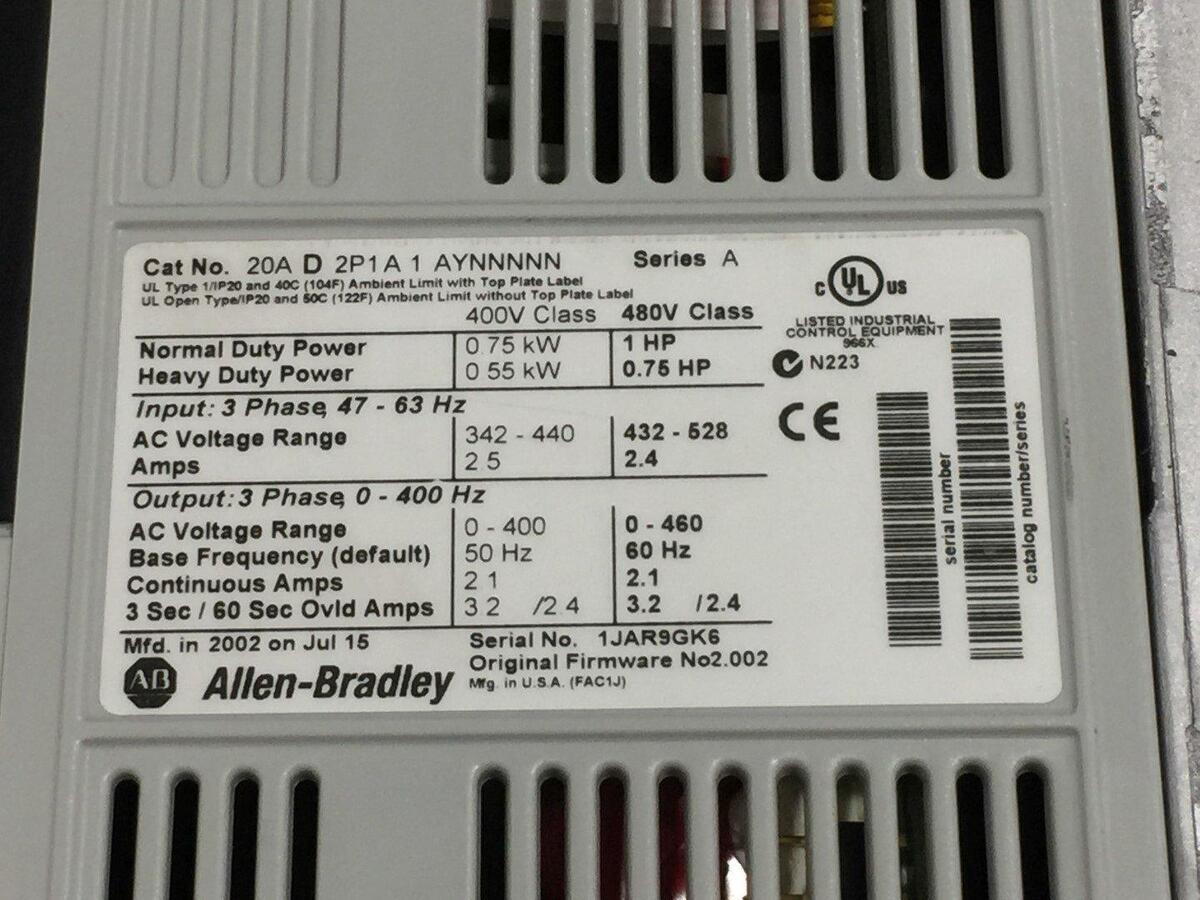 Cat No. 20A D 2P1A 1 AYNNNNN Series A
UL Type 1/IP20 and 40C (104F) Ambient Limit with Top Plate Label
UL Open Type/IP20 and 50C (122F) Ambient Limit without Top Plate Label
400V Class 480V Class
Normal Duty Power 0.75 kW 1 HP
Heavy Duty Power 0 55 kW 0.75 HP
Input: 3 Phase, 47 - 63 Hz
AC Voltage Range 342 - 440 432 - 528
Amps 2 5 2.4
Output: 3 Phase, 0 - 400 Hz
AC Voltage Range 0 - 400 0 - 460
Base Frequency (default) 50 Hz 60 Hz
Continuous Amps 2 1 2.1
3 Sec / 60 Sec Ovld Amps 3 2 /2 4 3.2 /2.4
Mfd. in 2002 on Jul 15 Serial No. 1JAR9GK6
Original Firmware No2.002
AB Allen-Bradley Mfg. in U.S.A. (FAC1J)
C UL US
LISTED INDUSTRIAL
CONTROL EQUIPMENT
966X
N223
CE
serial number
catalog number/series